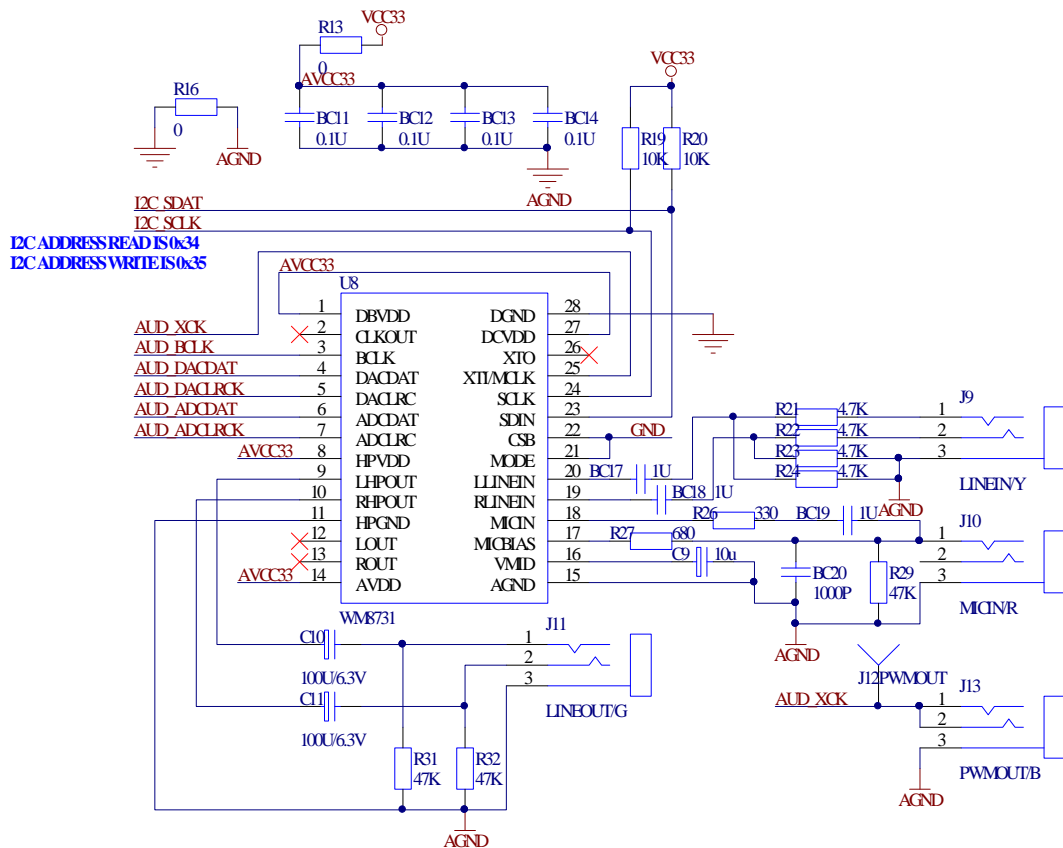 VCC33
R13
0
AVCC33
R16
0
AGND
BC11
0.1U
BC12
0.1U
BC13
0.1U
BC14
0.1U
AGND
VCC33
R19
10K
R20
10K
I2C_SDAT
I2C_SCLK
I2C ADDRESS READ IS 0x34
I2C ADDRESS WRITE IS 0x35
AVCC33
U8
AUD_XCK
AUD_BCLK
AUD_DACDAT
AUD_DACLRCK
AUD_ADCDAT
AUD_ADCLRCK
AVCC33
AVCC33
1 DBVDD
2 CLKOUT
3 BCLK
4 DACDAT
5 DACLRC
6 ADCDAT
7 ADCLRC
8 HPVDD
9 LHPOUT
10 RHPOUT
11 HPGND
12 LOUT
13 ROUT
14 AVDD
DGND 28
DCVDD 27
XTO 26
XTI/MCLK 25
SCLK 24
SDIN 23
CSB 22
MODE 21
LLINEIN 20
RLINEIN 19
MICIN 18
MICBIAS 17
VMID 16
AGND 15
WM8731
GND
BC17 1U
BC18 1U
R21 4.7K
R22 4.7K
R23 4.7K
R24 4.7K
J9
1
2
3
LINEIN/Y
AGND
R26 330
BC19 1U
R27 680
C9 10u
BC20
1000P
R29
47K
J10
1
2
3
MICIN/R
AGND
C10
100U/6.3V
C11
100U/6.3V
J11
1
2
3
LINEOUT/G
R31
47K
R32
47K
AGND
J12 PWMOUT
AUD_XCK
J13
1
2
3
PWMOUT/B
AGND